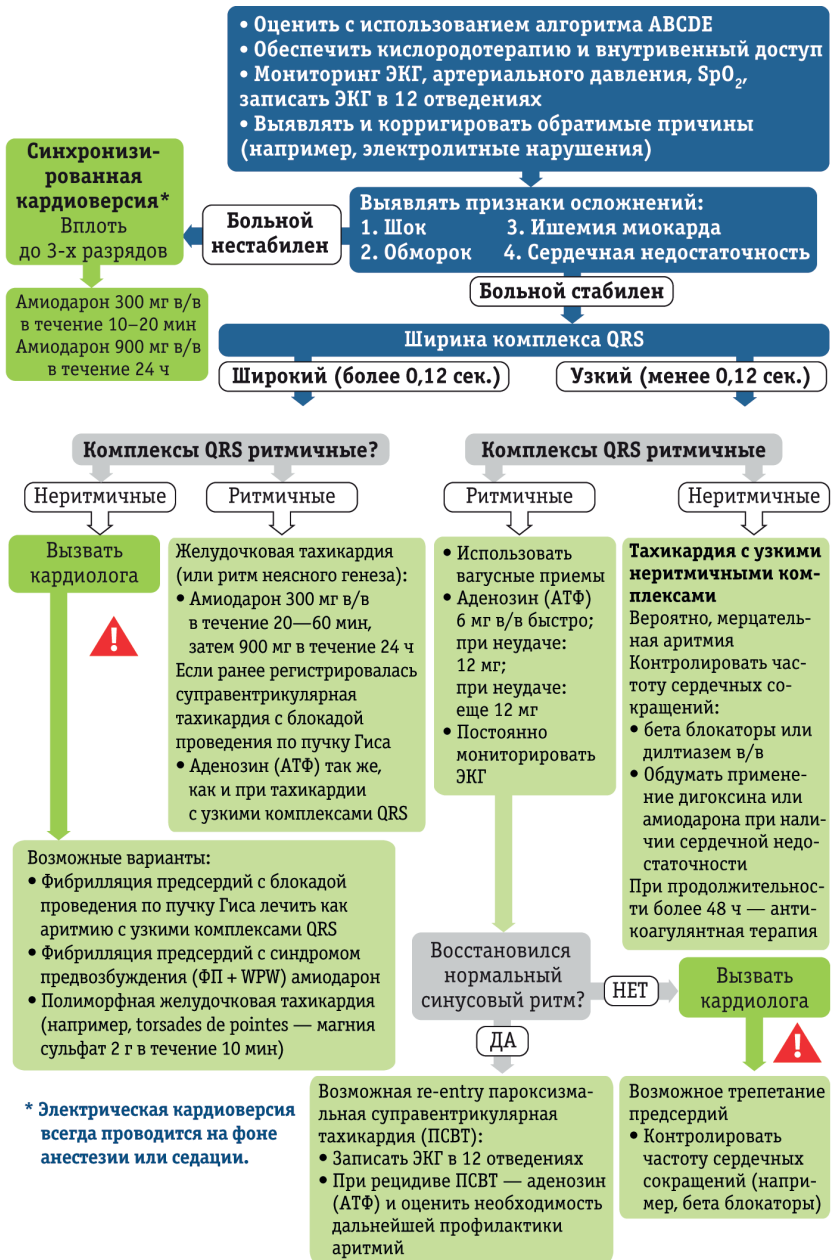 • Оценить с использованием алгоритма ABCDE
• Обеспечить кислородотерапию и внутривенный доступ
• Мониторинг ЭКГ, артериального давления, SpO₂,
записать ЭКГ в 12 отведениях
• Выявлять и корригировать обратимые причины
(например, электролитные нарушения)
Синхронизи-
рованная
кардиоверсия*
Вплоть
до 3-х разрядов
Больной
нестабилен
Выявлять признаки осложнений:
1. Шок 3. Ишемия миокарда
2. Обморок 4. Сердечная недостаточность
Амиодарон 300 мг в/в
в течение 10–20 мин
Амиодарон 900 мг в/в
в течение 24 ч
Больной стабилен
Ширина комплекса QRS
Широкий (более 0,12 сек.)
Узкий (менее 0,12 сек.)
Комплексы QRS ритмичные?
Неритмичные
Ритмичные
Комплексы QRS ритмичные
Ритмичные
Неритмичные
Вызвать
кардиолога
Желудочковая тахикардия
(или ритм неясного генеза):
• Амиодарон 300 мг в/в
в течение 20—60 мин,
затем 900 мг в течение 24 ч
Если ранее регистрировалась
суправентрикулярная
тахикардия с блокадой
проведения по пучку Гиса
• Аденозин (АТФ) так же,
как и при тахикардии
с узкими комплексами QRS
• Использовать
вагусные приемы
• Аденозин (АТФ)
6 мг в/в быстро;
при неудаче:
12 мг;
при неудаче:
еще 12 мг
• Постоянно
мониторировать
ЭКГ
Тахикардия с узкими
неритмичными ком-
плексами
Вероятно, мерцатель-
ная аритмия
Контролировать час-
тоту сердечных со-
кращений:
• бета блокаторы или
дилтиазем в/в
• Обдумать примене-
ние дигоксина или
амиодарона при нали-
чии сердечной недо-
статочности
При продолжительнос-
ти более 48 ч — анти-
коагулянтная терапия
Возможные варианты:
• Фибрилляция предсердий с блокадой
проведения по пучку Гиса лечить как
аритмию с узкими комплексами QRS
• Фибрилляция предсердий с синдромом
предвозбуждения (ФП + WPW) амиодарон
• Полиморфная желудочковая тахикардия
(например, torsades de pointes — магния
сульфат 2 г в течение 10 мин)
Восстановился
нормальный
синусовый ритм?
НЕТ
Вызвать
кардиолога
ДА
* Электрическая кардиоверсия
всегда проводится на фоне
анестезии или седации.
Возможная re-entry пароксизма-
льная суправентрикулярная
тахикардия (ПСВТ):
• Записать ЭКГ в 12 отведениях
• При рецидиве ПСВТ — аденозин
(АТФ) и оценить необходимость
дальнейшей профилактики
аритмий
Возможное трепетание
предсердий
• Контролировать
частоту сердечных
сокращений (напри-
мер, бета блокаторы)